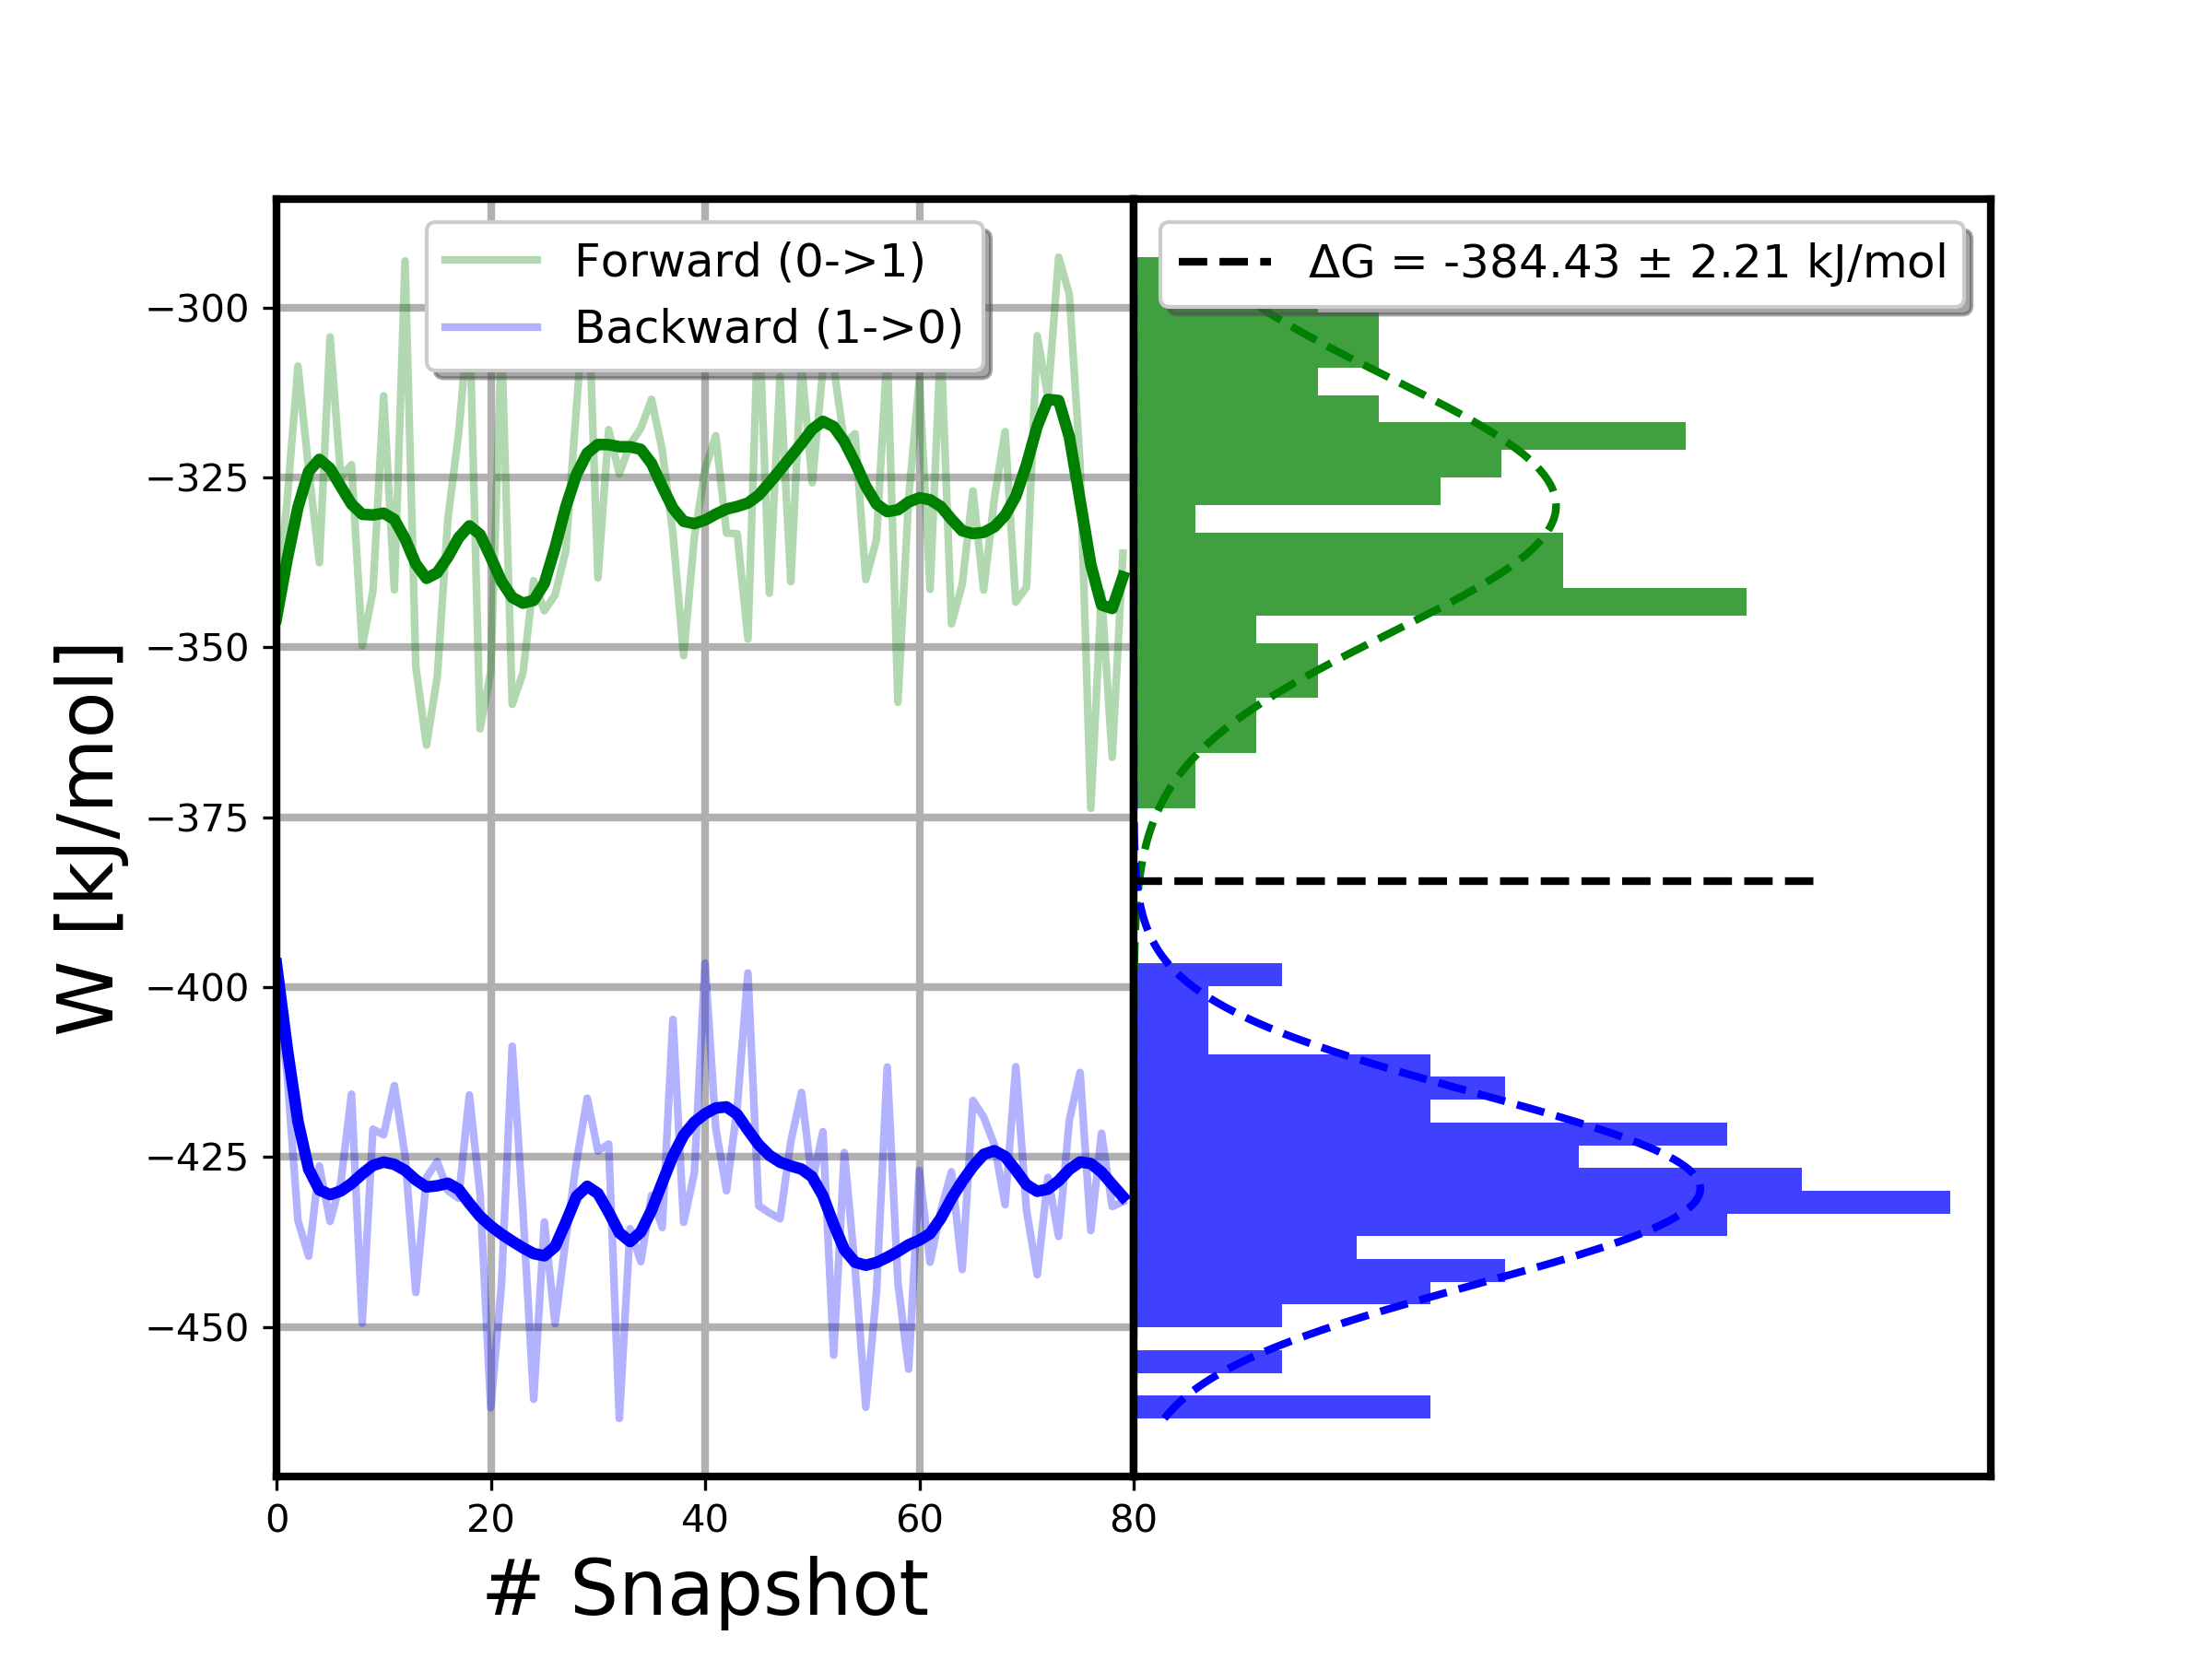 Forward (0->1)
Backward (1->0)
ΔG = -384.43 ± 2.21 kJ/mol
W [kJ/mol]
−300
−325
−350
−375
−400
−425
−450
0 20 40 60 80
# Snapshot